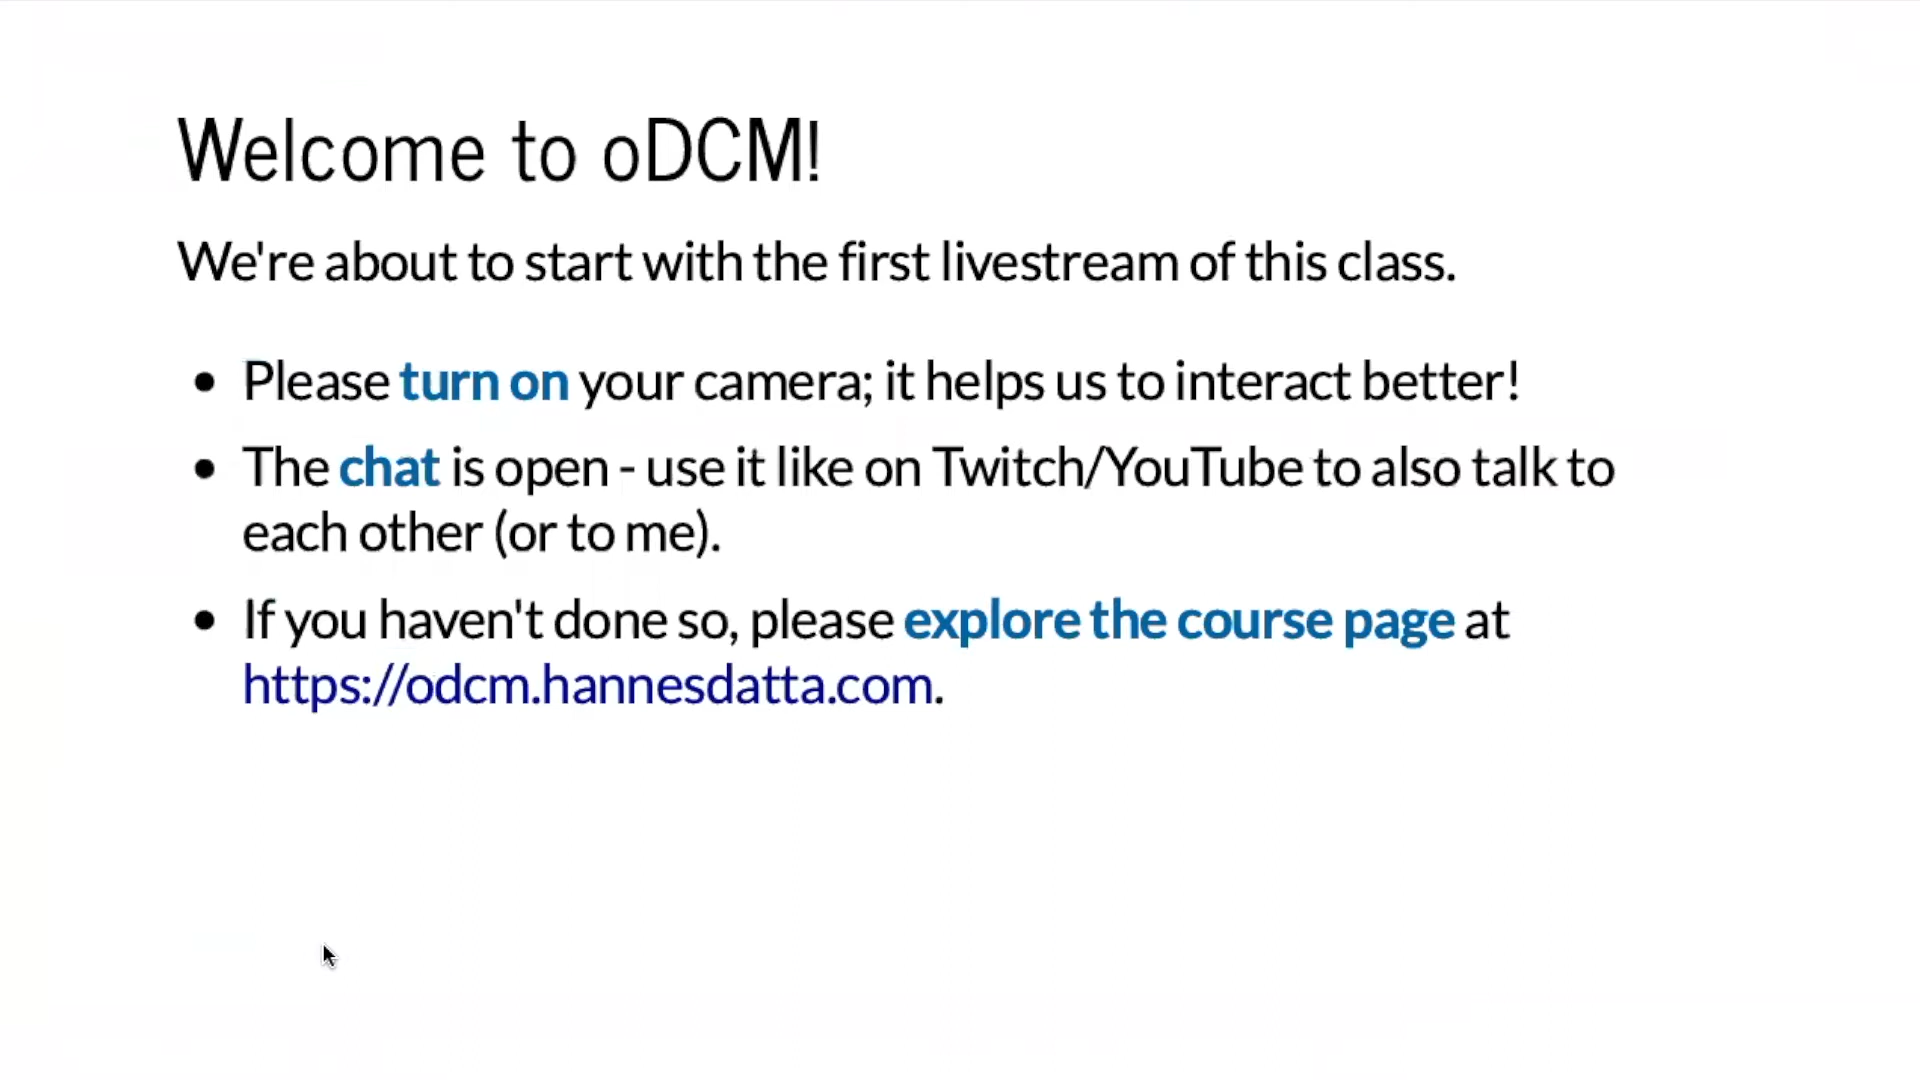 Welcome to oDCM!
We're about to start with the first livestream of this class.
• Please turn on your camera; it helps us to interact better!
• The chat is open - use it like on Twitch/YouTube to also talk to
each other (or to me).
• If you haven't done so, please explore the course page at
https://odcm.hannesdatta.com.